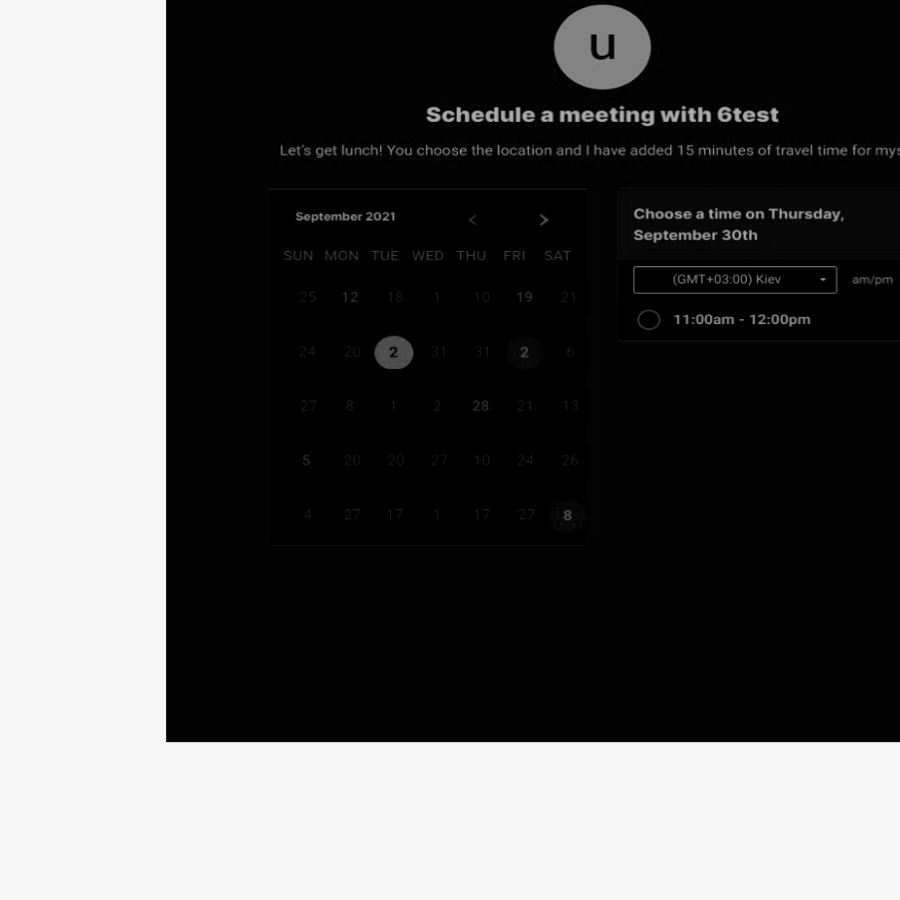 u
Schedule a meeting with 6test
Let's get lunch! You choose the location and I have added 15 minutes of travel time for mys
September 2021
SUN MON TUE WED THU FRI SAT
25 12 18 1 10 19 21
24 20 2 31 31 2 6
27 8 1 2 28 21 13
5 20 20 27 10 24 26
4 27 17 1 17 27 8
Choose a time on Thursday,
September 30th
(GMT+03:00) Kiev am/pm
11:00am - 12:00pm